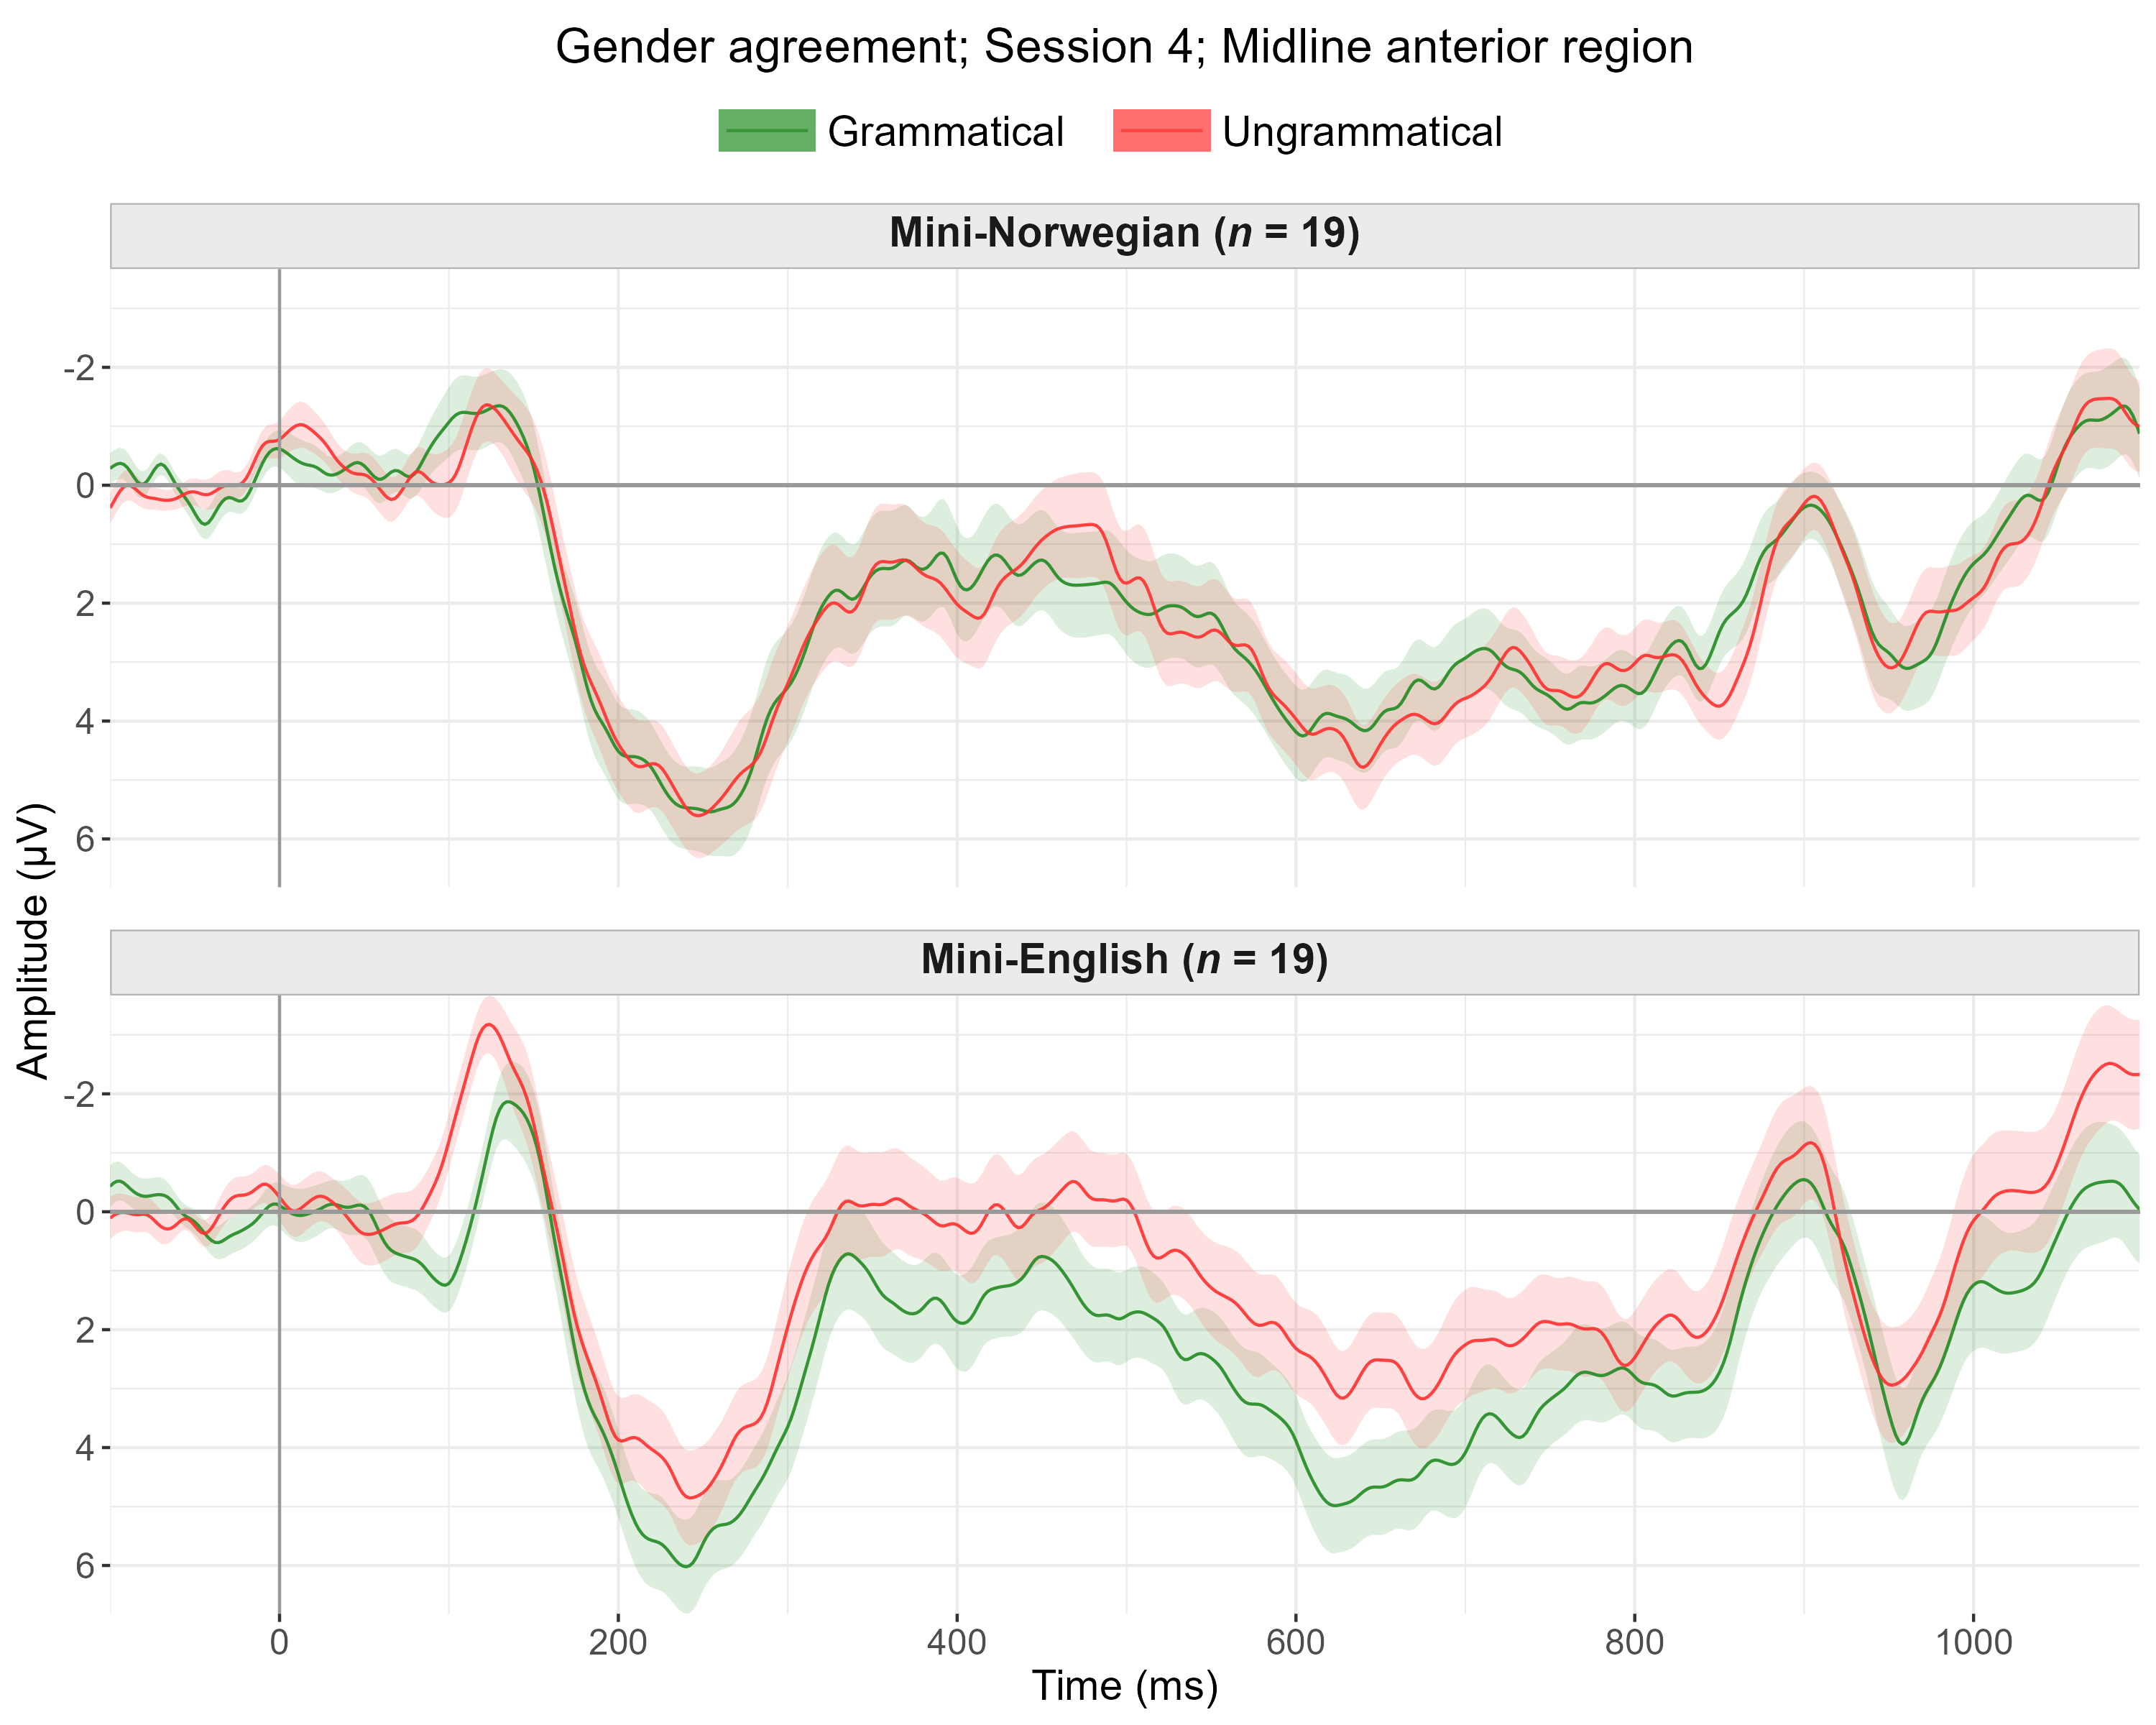 Gender agreement; Session 4; Midline anterior region
Grammatical
Ungrammatical
Mini-Norwegian (n = 19)
-2
0
2
4
6
Amplitude (µV)
Mini-English (n = 19)
-2
0
2
4
6
0
200
400
600
800
1000
Time (ms)